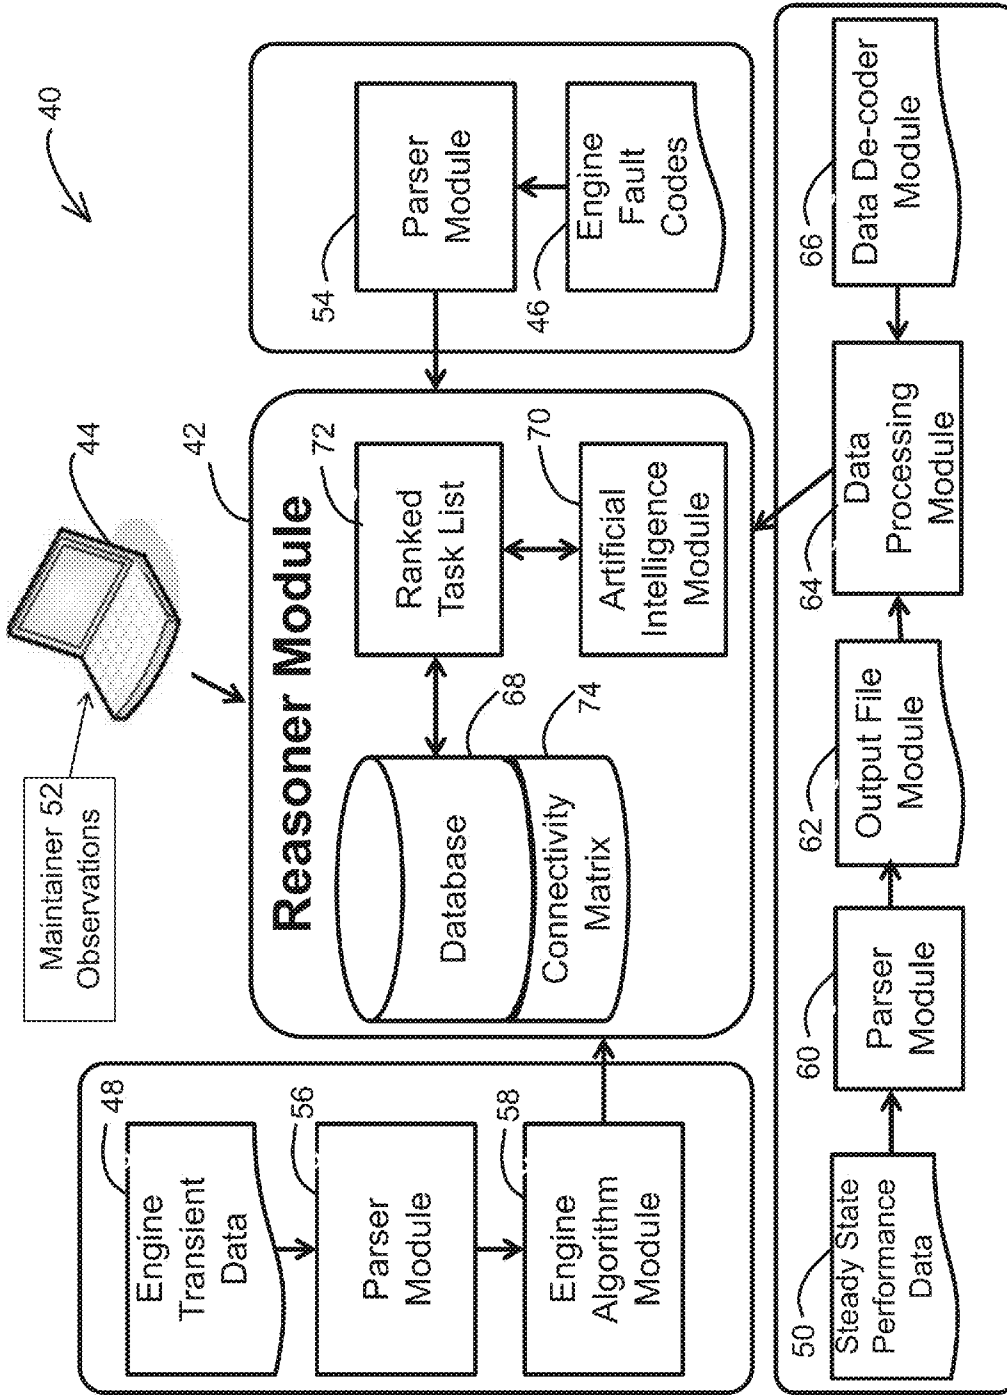 40
Maintainer 52
Observations
44
42
Reasoner Module
48
Engine
Transient
Data
56
Parser
Module
58
Engine
Algorithm
Module
Database
68
Connectivity
Matrix
74
72
Ranked
Task List
70
Artificial
Intelligence
Module
54
Parser
Module
46
Engine
Fault
Codes
50
Steady State
Performance
Data
60
Parser
Module
62
Output File
Module
64
Data
Processing
Module
66
Data De-coder
Module